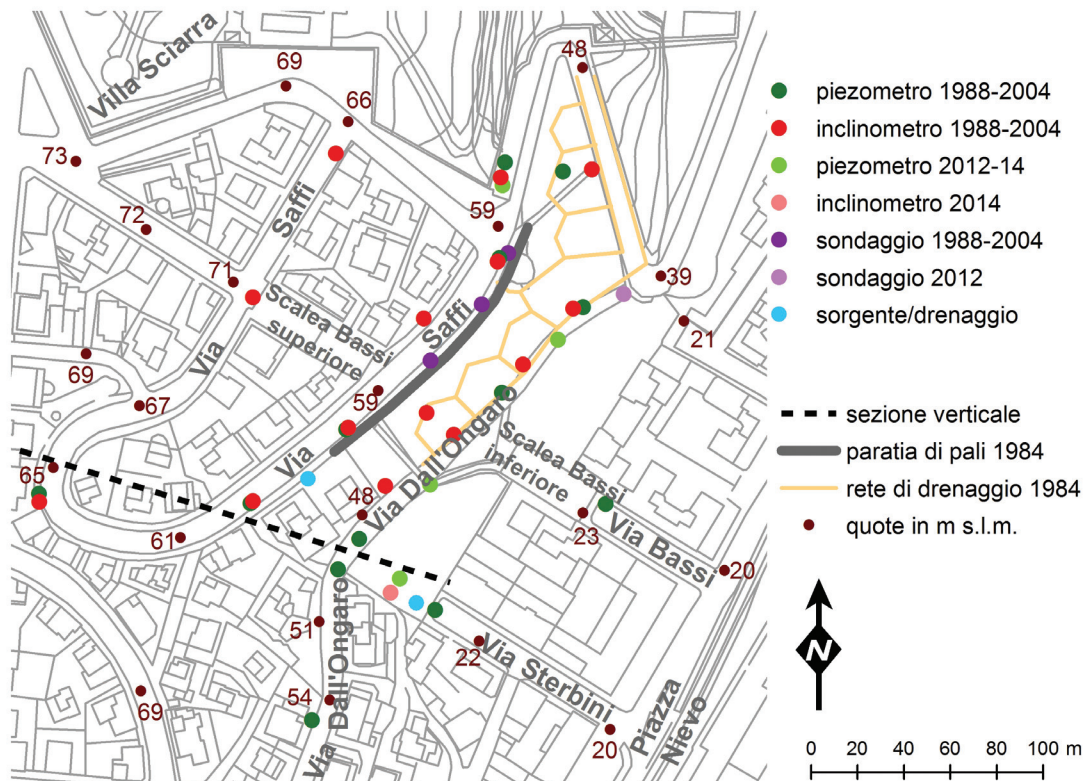 Villa Sciarra
69
66
48
73
72
71
59
Saffi
Scalea Bassi
superiore
Saffi
Via
39
21
69
67
59
65
Via
61
48
Via Dall'Ongaro
Scalea Bassi
inferiore
23
Via Bassi
20
51
Via Dall'Ongaro
22
Via Sterbini
54
69
20
Piazza
Nievo
piezometro 1988-2004
inclinometro 1988-2004
piezometro 2012-14
inclinometro 2014
sondaggio 1988-2004
sondaggio 2012
sorgente/drenaggio
sezione verticale
paratia di pali 1984
rete di drenaggio 1984
quote in m s.l.m.
N
0 20 40 60 80 100 m